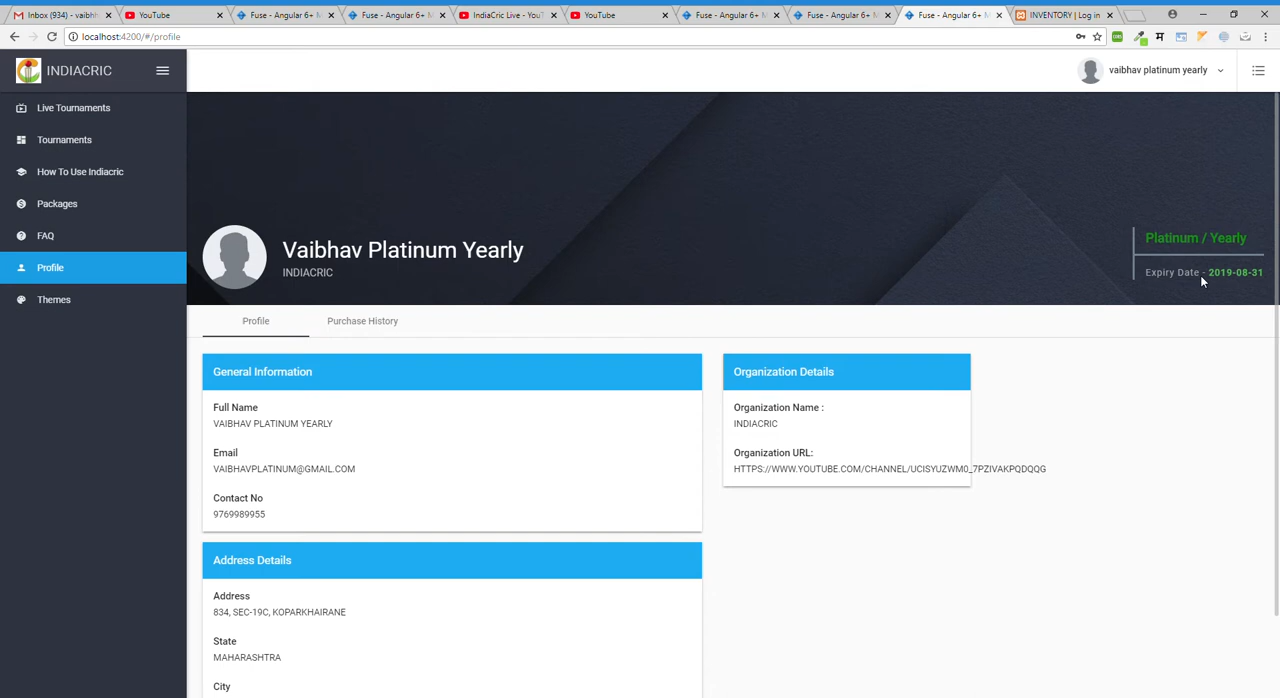 Inbox (934) - vaibh
YouTube
Fuse - Angular 6+ M
Fuse - Angular 6+ M
IndiaCric Live - YouT
YouTube
Fuse - Angular 6+ M
Fuse - Angular 6+ M
Fuse - Angular 6+ M
INVENTORY | Log in
localhost:4200/#/profile
INDIACRIC
vaibhav platinum yearly
Live Tournaments
Tournaments
How To Use Indiacric
Packages
FAQ
Profile
Themes
Vaibhav Platinum Yearly
INDIACRIC
Platinum / Yearly
Expiry Date - 2019-08-31
Profile
Purchase History
General Information
Full Name
VAIBHAV PLATINUM YEARLY
Email
VAIBHAVPLATINUM@GMAIL.COM
Contact No
9769989955
Organization Details
Organization Name :
INDIACRIC
Organization URL:
HTTPS://WWW.YOUTUBE.COM/CHANNEL/UCISYUZWM0_7PZIVAKPQDQQG
Address Details
Address
834, SEC-19C, KOPARKHAIRANE
State
MAHARASHTRA
City